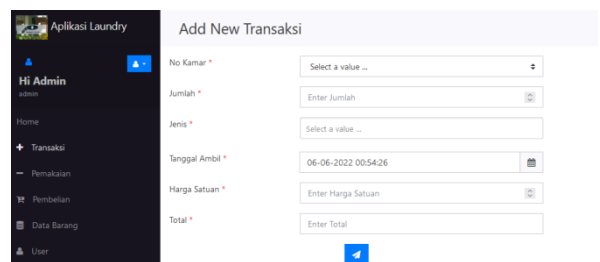 Aplikasi Laundry
Add New Transaksi
Hi Admin
admin
Home
Transaksi
Pemakaian
Pembelian
Data Barang
User
No Kamar *
Select a value ...
Jumlah *
Enter Jumlah
Jenis *
Select a value ...
Tanggal Ambil *
06-06-2022 00:54:26
Harga Satuan *
Enter Harga Satuan
Total *
Enter Total